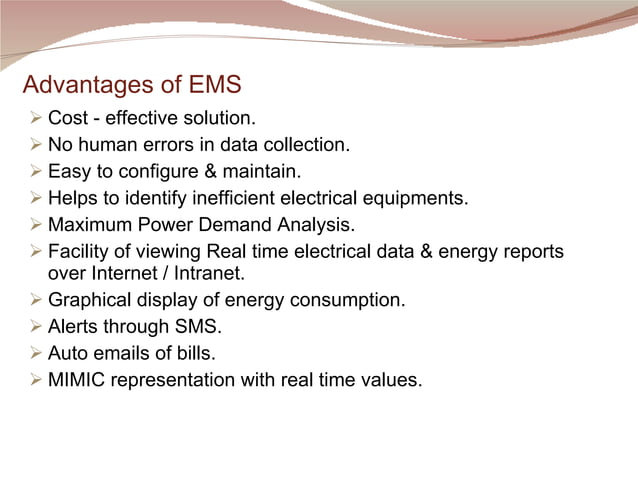 Advantages of EMS
➢ Cost - effective solution.
➢ No human errors in data collection.
➢ Easy to configure & maintain.
➢ Helps to identify inefficient electrical equipments.
➢ Maximum Power Demand Analysis.
➢ Facility of viewing Real time electrical data & energy reports
over Internet / Intranet.
➢ Graphical display of energy consumption.
➢ Alerts through SMS.
➢ Auto emails of bills.
➢ MIMIC representation with real time values.